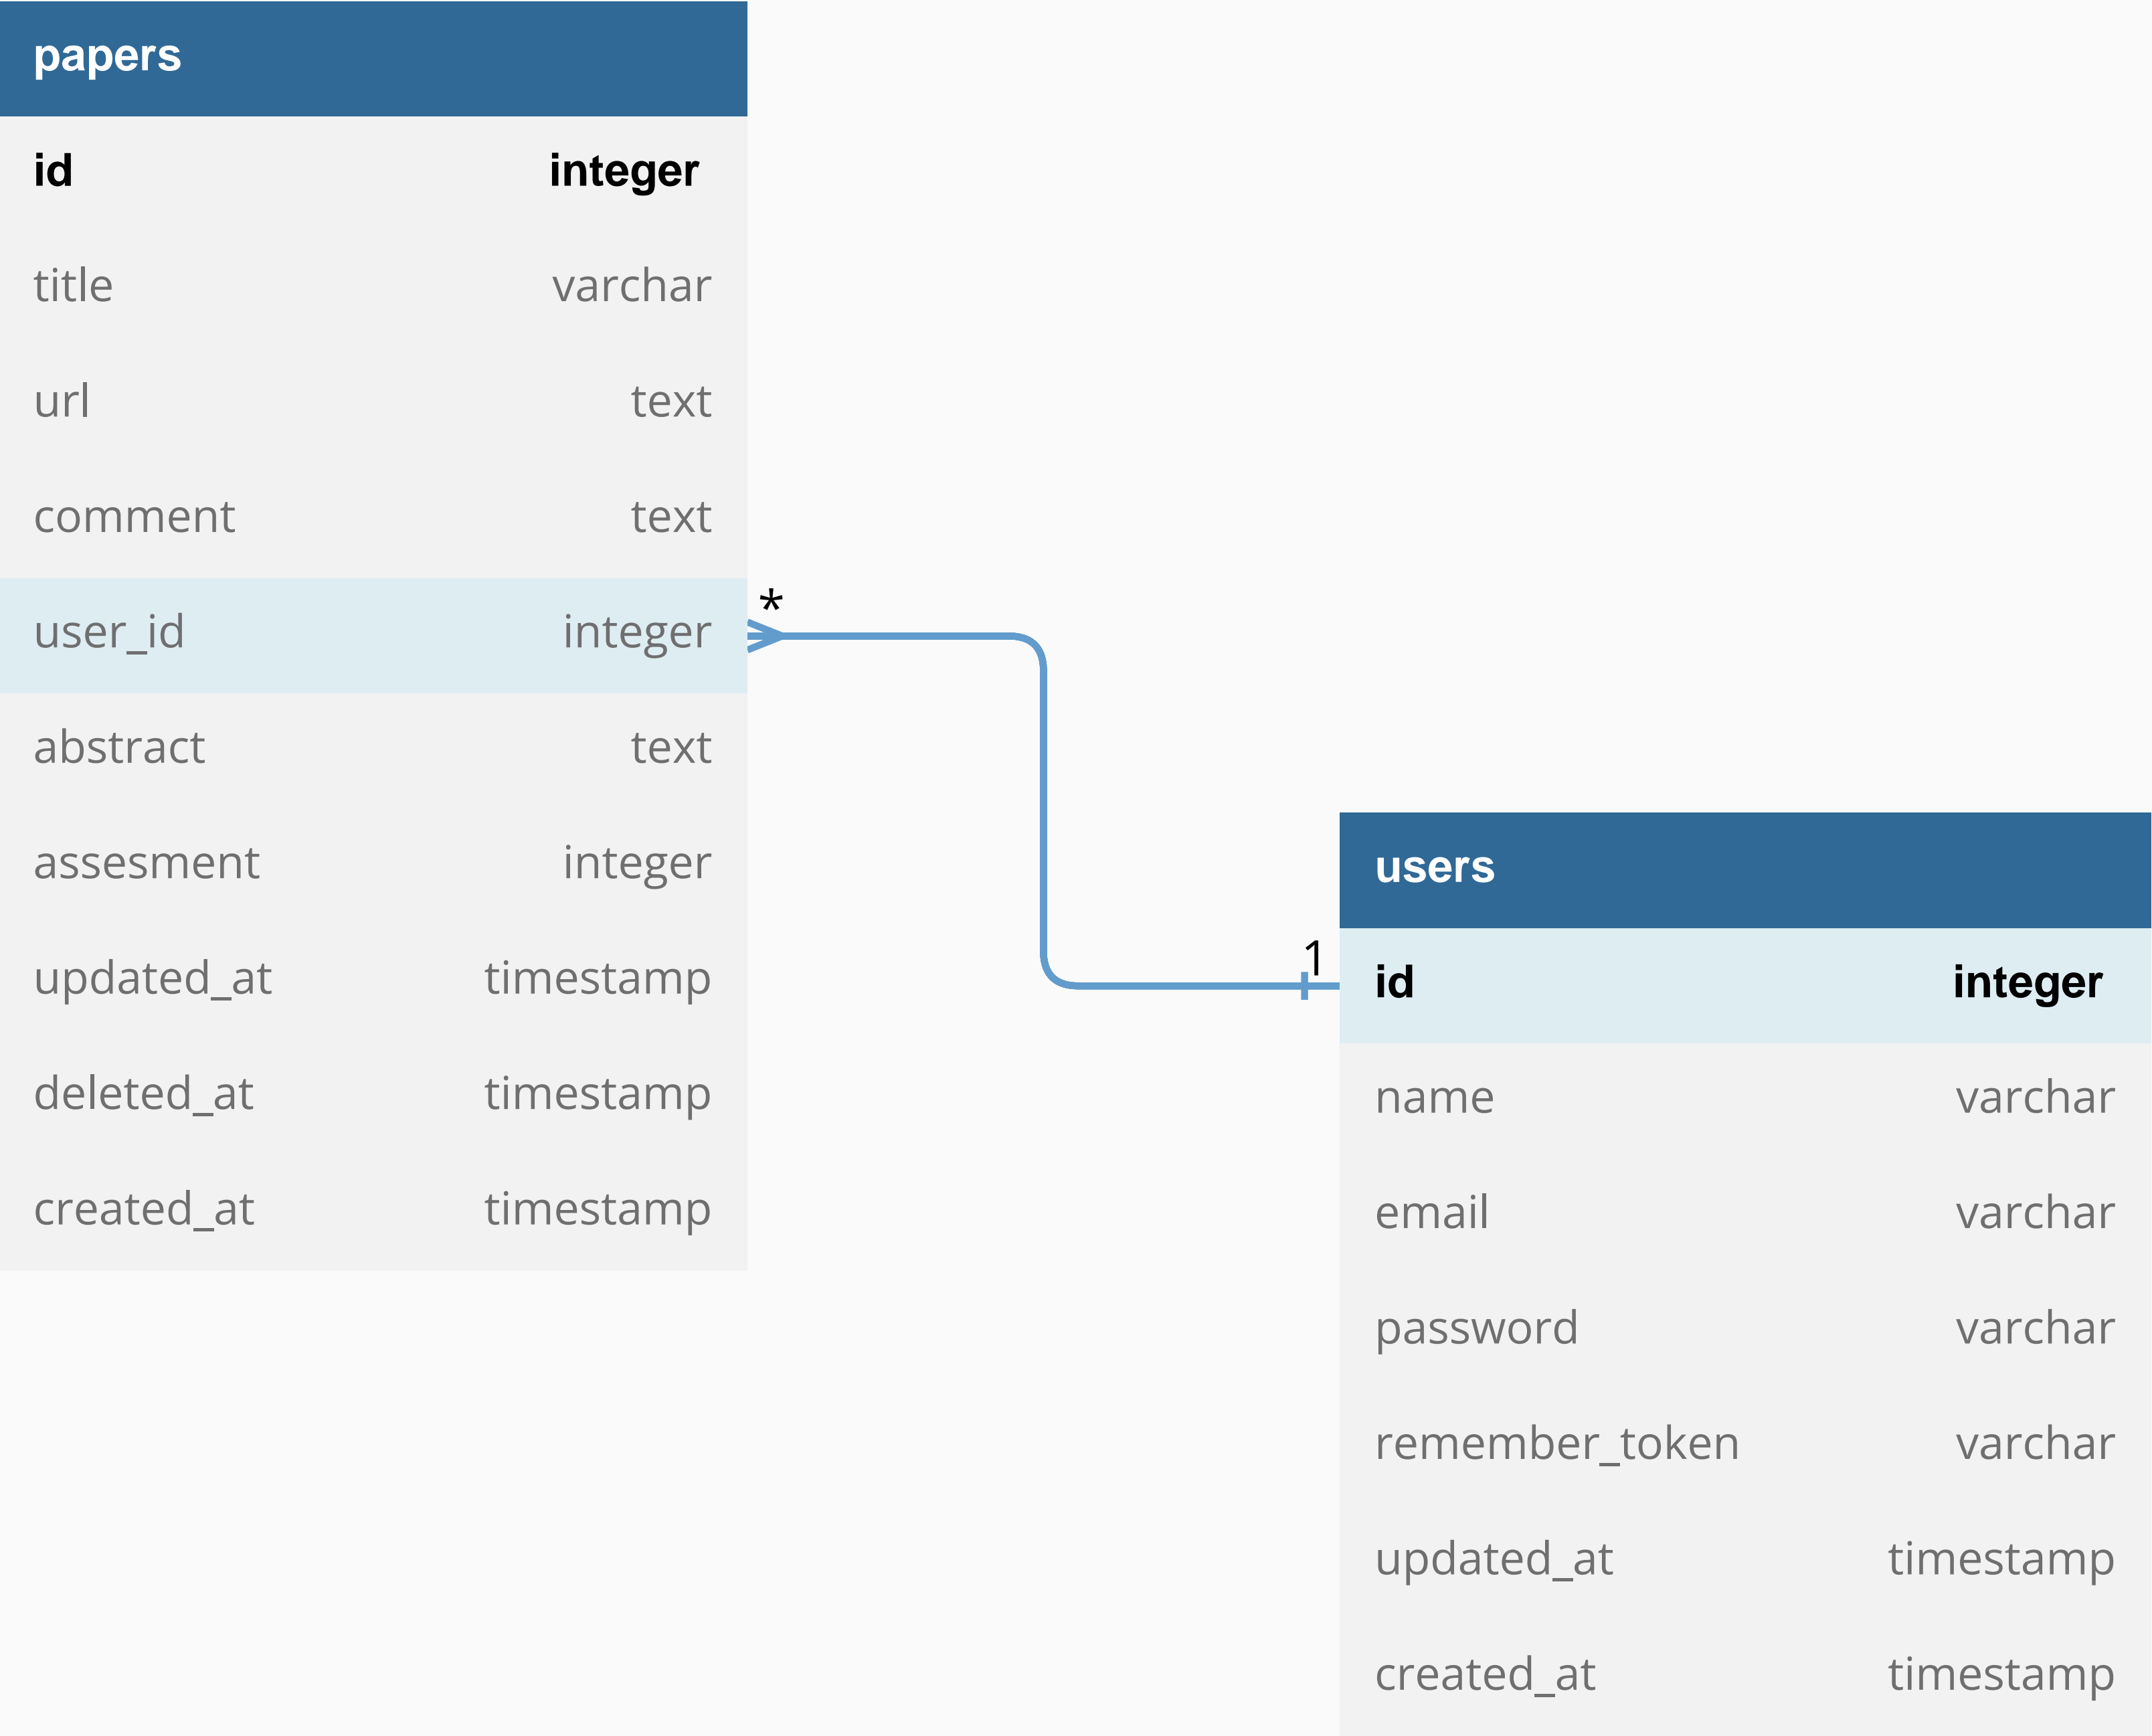 papers
id integer
title varchar
url text
comment text
user_id integer
abstract text
assesment integer
updated_at timestamp
deleted_at timestamp
created_at timestamp
*
1
users
id integer
name varchar
email varchar
password varchar
remember_token varchar
updated_at timestamp
created_at timestamp